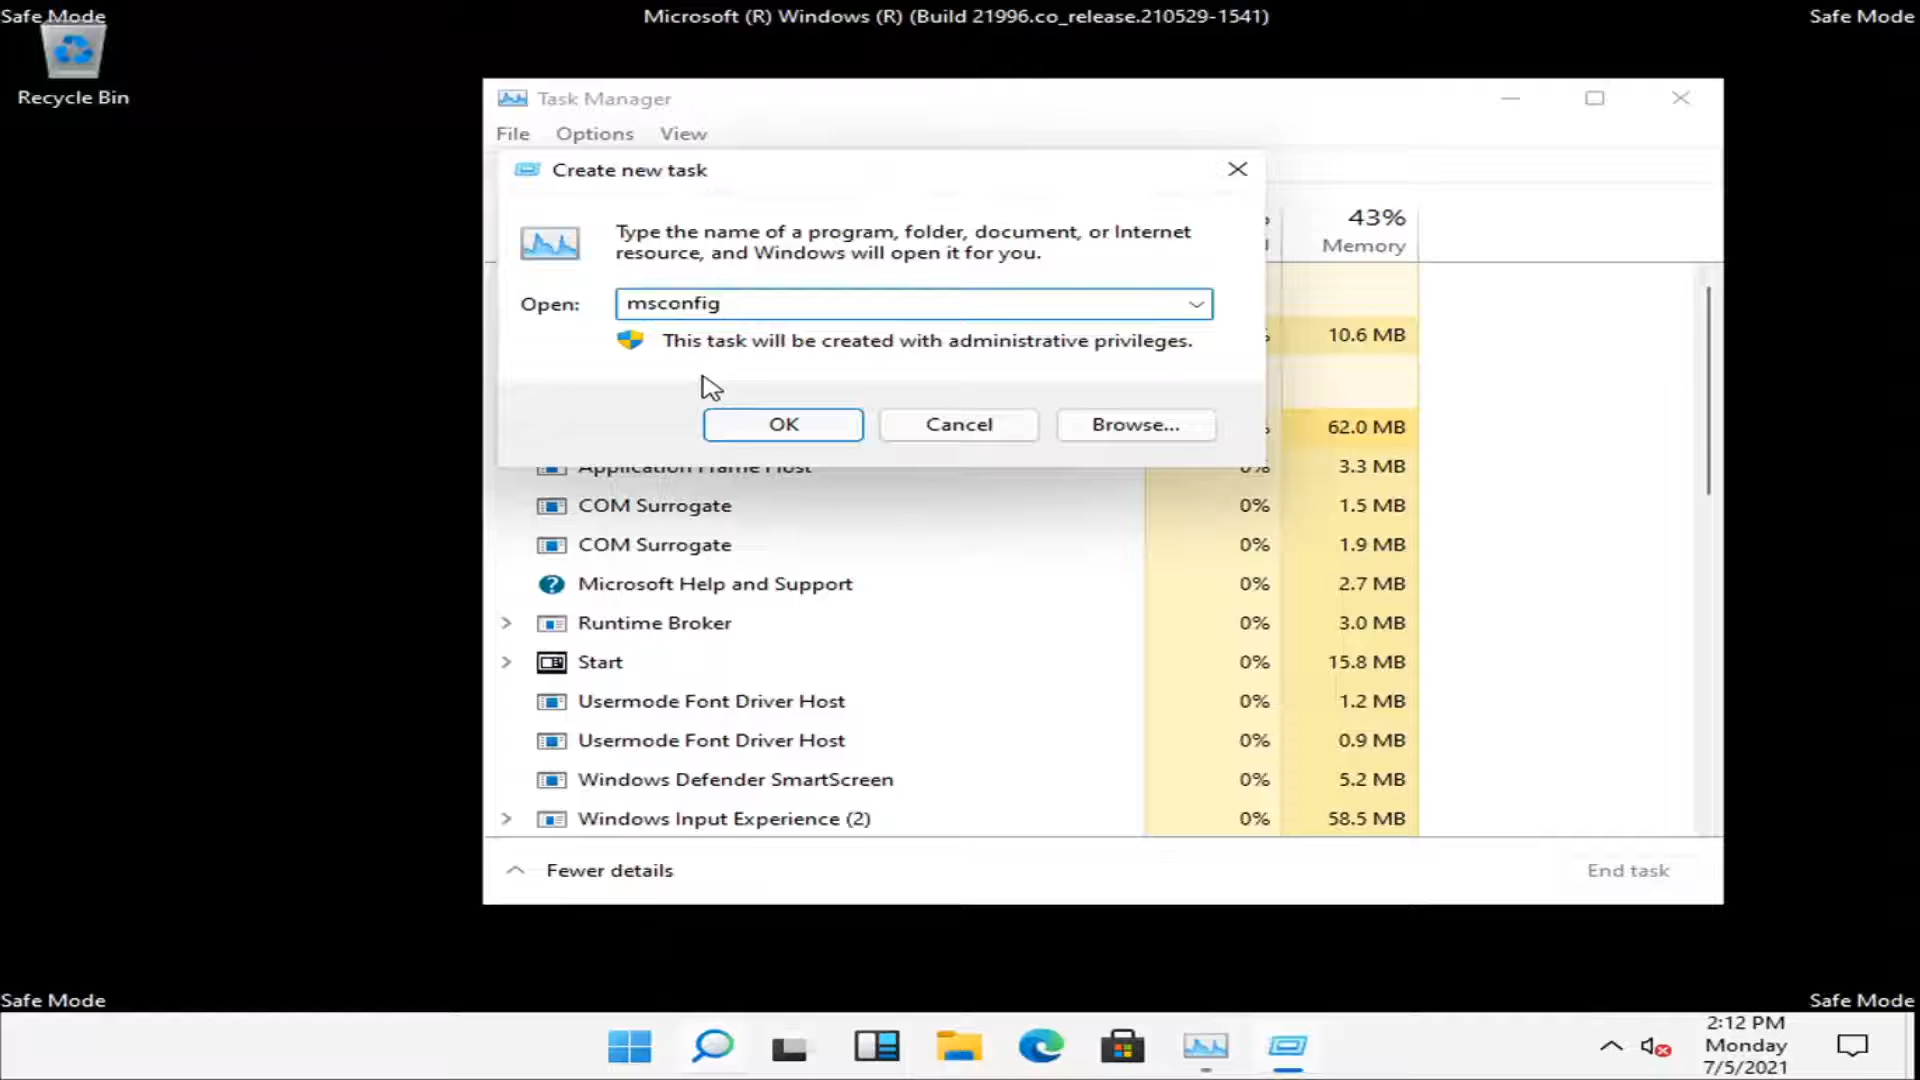 Safe Mode
Microsoft (R) Windows (R) (Build 21996.co_release.210529-1541)
Safe Mode
Recycle Bin
Task Manager
File Options View
Create new task
Type the name of a program, folder, document, or Internet
resource, and Windows will open it for you.
Open: msconfig
This task will be created with administrative privileges.
OK Cancel Browse...
43%
Memory
10.6 MB
62.0 MB
Application Frame Host 0% 3.3 MB
COM Surrogate 0% 1.5 MB
COM Surrogate 0% 1.9 MB
Microsoft Help and Support 0% 2.7 MB
Runtime Broker 0% 3.0 MB
Start 0% 15.8 MB
Usermode Font Driver Host 0% 1.2 MB
Usermode Font Driver Host 0% 0.9 MB
Windows Defender SmartScreen 0% 5.2 MB
Windows Input Experience (2) 0% 58.5 MB
Fewer details
End task
Safe Mode
Safe Mode
2:12 PM
Monday
7/5/2021